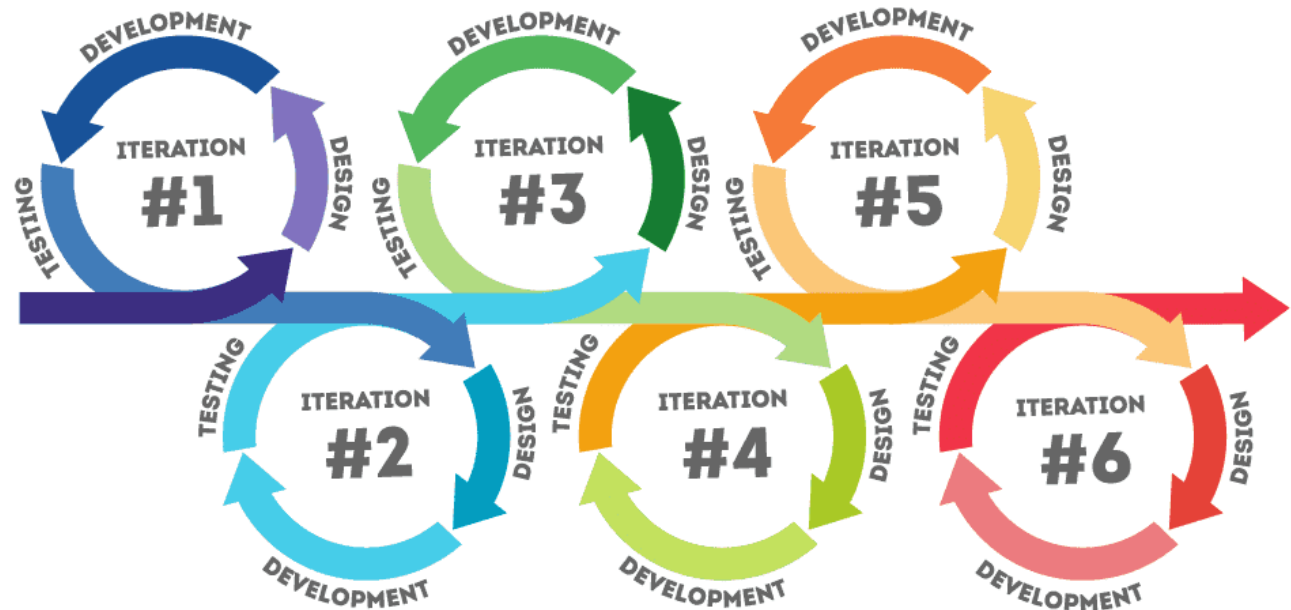 DEVELOPMENT
ITERATION
#1
DESIGN
TESTING
DEVELOPMENT
ITERATION
#3
DESIGN
TESTING
DEVELOPMENT
ITERATION
#5
DESIGN
TESTING
TESTING
ITERATION
#2
DESIGN
DEVELOPMENT
TESTING
ITERATION
#4
DESIGN
DEVELOPMENT
TESTING
ITERATION
#6
DESIGN
DEVELOPMENT